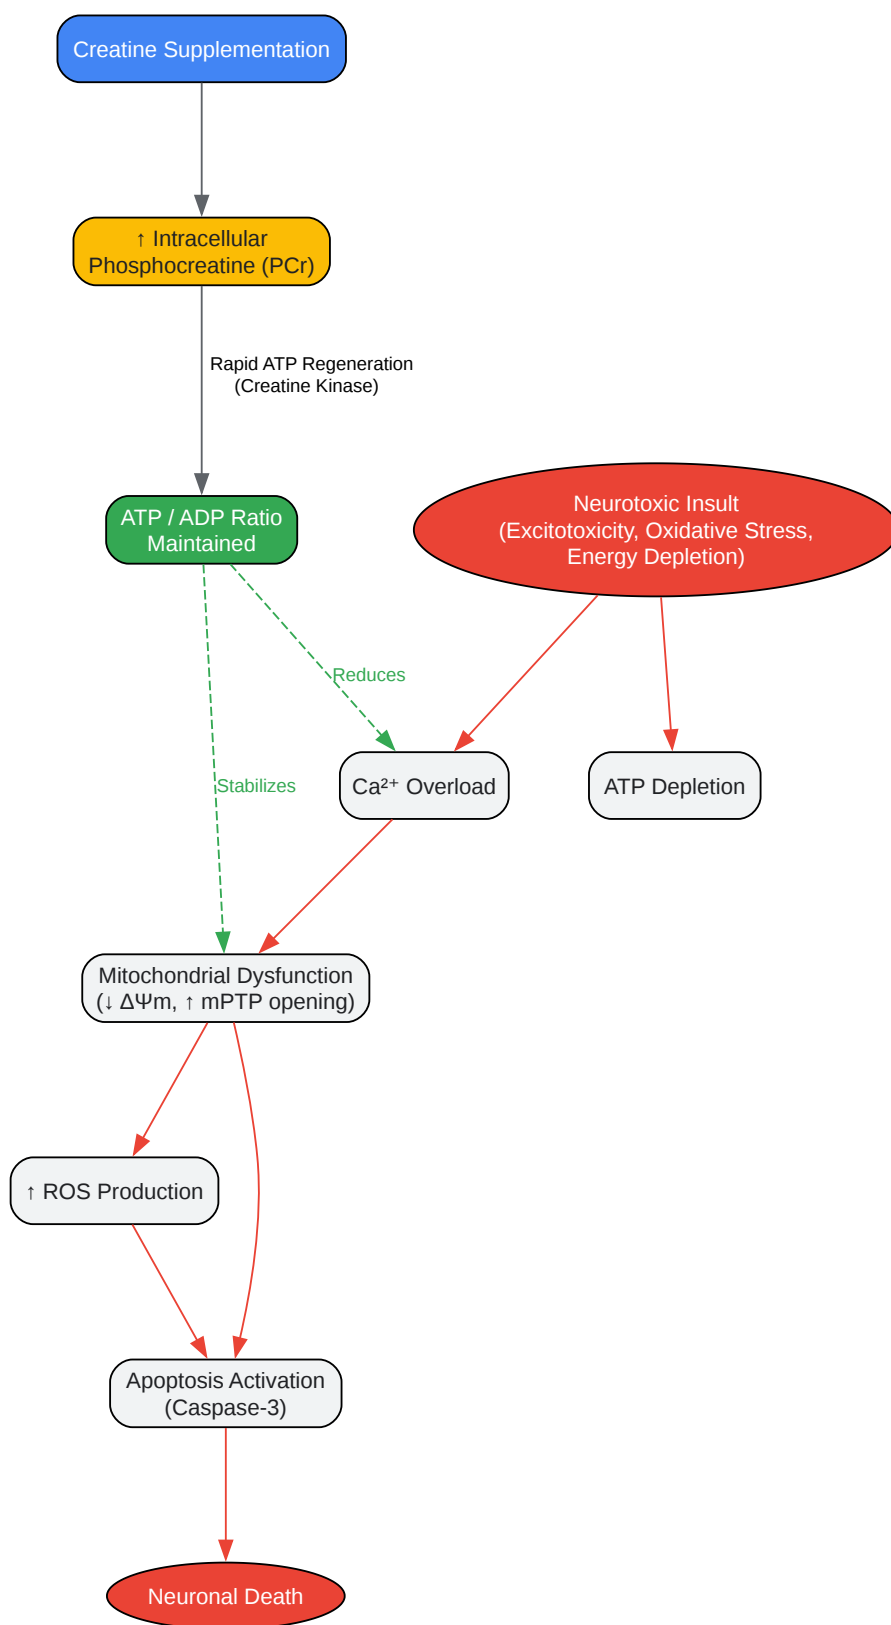 Creatine Supplementation
↑ Intracellular
Phosphocreatine (PCr)
Rapid ATP Regeneration
(Creatine Kinase)
ATP / ADP Ratio
Maintained
Neurotoxic Insult
(Excitotoxicity, Oxidative Stress,
Energy Depletion)
Reduces
Stabilizes
Ca²⁺ Overload
ATP Depletion
Mitochondrial Dysfunction
(↓ ΔΨm, ↑ mPTP opening)
↑ ROS Production
Apoptosis Activation
(Caspase-3)
Neuronal Death